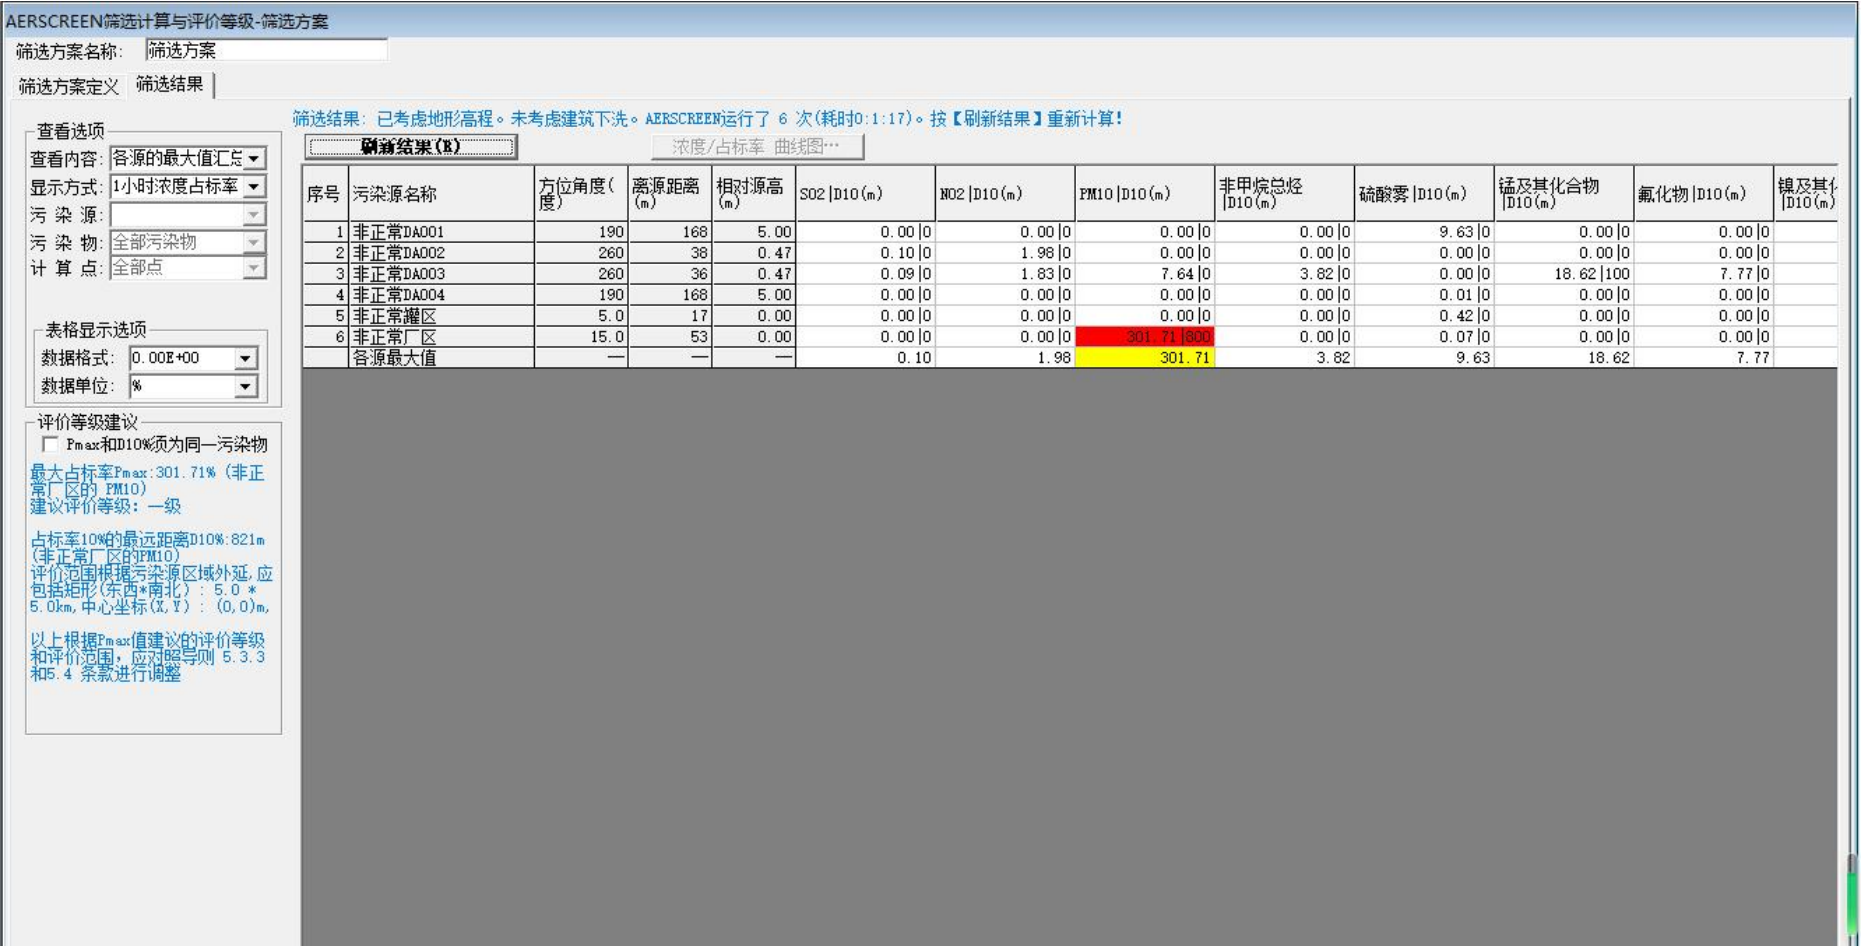 AERSCREEN筛选计算与评价等级-筛选方案
筛选方案名称: 筛选方案
筛选方案定义 筛选结果
筛选结果: 已考虑地形高程。未考虑建筑下洗。AERSCREEN运行了 6 次(耗时0:1:17)。按【刷新结果】重新计算!
刷新结果(R) 浓度/占标率 曲线图…
查看选项
查看内容: 各源的最大值汇总
显示方式: 1小时浓度占标率
污 染 源:
污 染 物: 全部污染物
计 算 点: 全部点
表格显示选项
数据格式: 0.00E+00
数据单位: %
评价等级建议
Pmax和D10%须为同一污染物
最大占标率Pmax:301.71% (非正
常厂区的 PM10)
建议评价等级: 一级
占标率10%的最远距离D10%:821m
(非正常厂区的PM10)
评价范围根据污染源区域外延,应
包括矩形(东西*南北) : 5.0 *
5.0km,中心坐标(X,Y) : (0,0)m,
以上根据Pmax值建议的评价等级
和评价范围, 应对照导则 5.3.3
和5.4 条款进行调整
序号 污染源名称 方位角度(度) 离源距离(m) 相对源高(m) SO2|D10(m) NO2|D10(m) PM10|D10(m) 非甲烷总烃|D10(m) 硫酸雾|D10(m) 锰及其化合物|D10(m) 氟化物|D10(m) 镍及其化|D10(m)
1 非正常DA001 190 168 5.00 0.00|0 0.00|0 0.00|0 0.00|0 9.63|0 0.00|0 0.00|0
2 非正常DA002 260 38 0.47 0.10|0 1.98|0 0.00|0 0.00|0 0.00|0 0.00|0 0.00|0
3 非正常DA003 260 36 0.47 0.09|0 1.83|0 7.64|0 3.82|0 0.00|0 18.62|100 7.77|0
4 非正常DA004 190 168 5.00 0.00|0 0.00|0 0.00|0 0.00|0 0.01|0 0.00|0 0.00|0
5 非正常罐区 5.0 17 0.00 0.00|0 0.00|0 0.00|0 0.00|0 0.42|0 0.00|0 0.00|0
6 非正常厂区 15.0 53 0.00 0.00|0 0.00|0 301.71|800 0.00|0 0.07|0 0.00|0 0.00|0
各源最大值 — — — 0.10 1.98 301.71 3.82 9.63 18.62 7.77